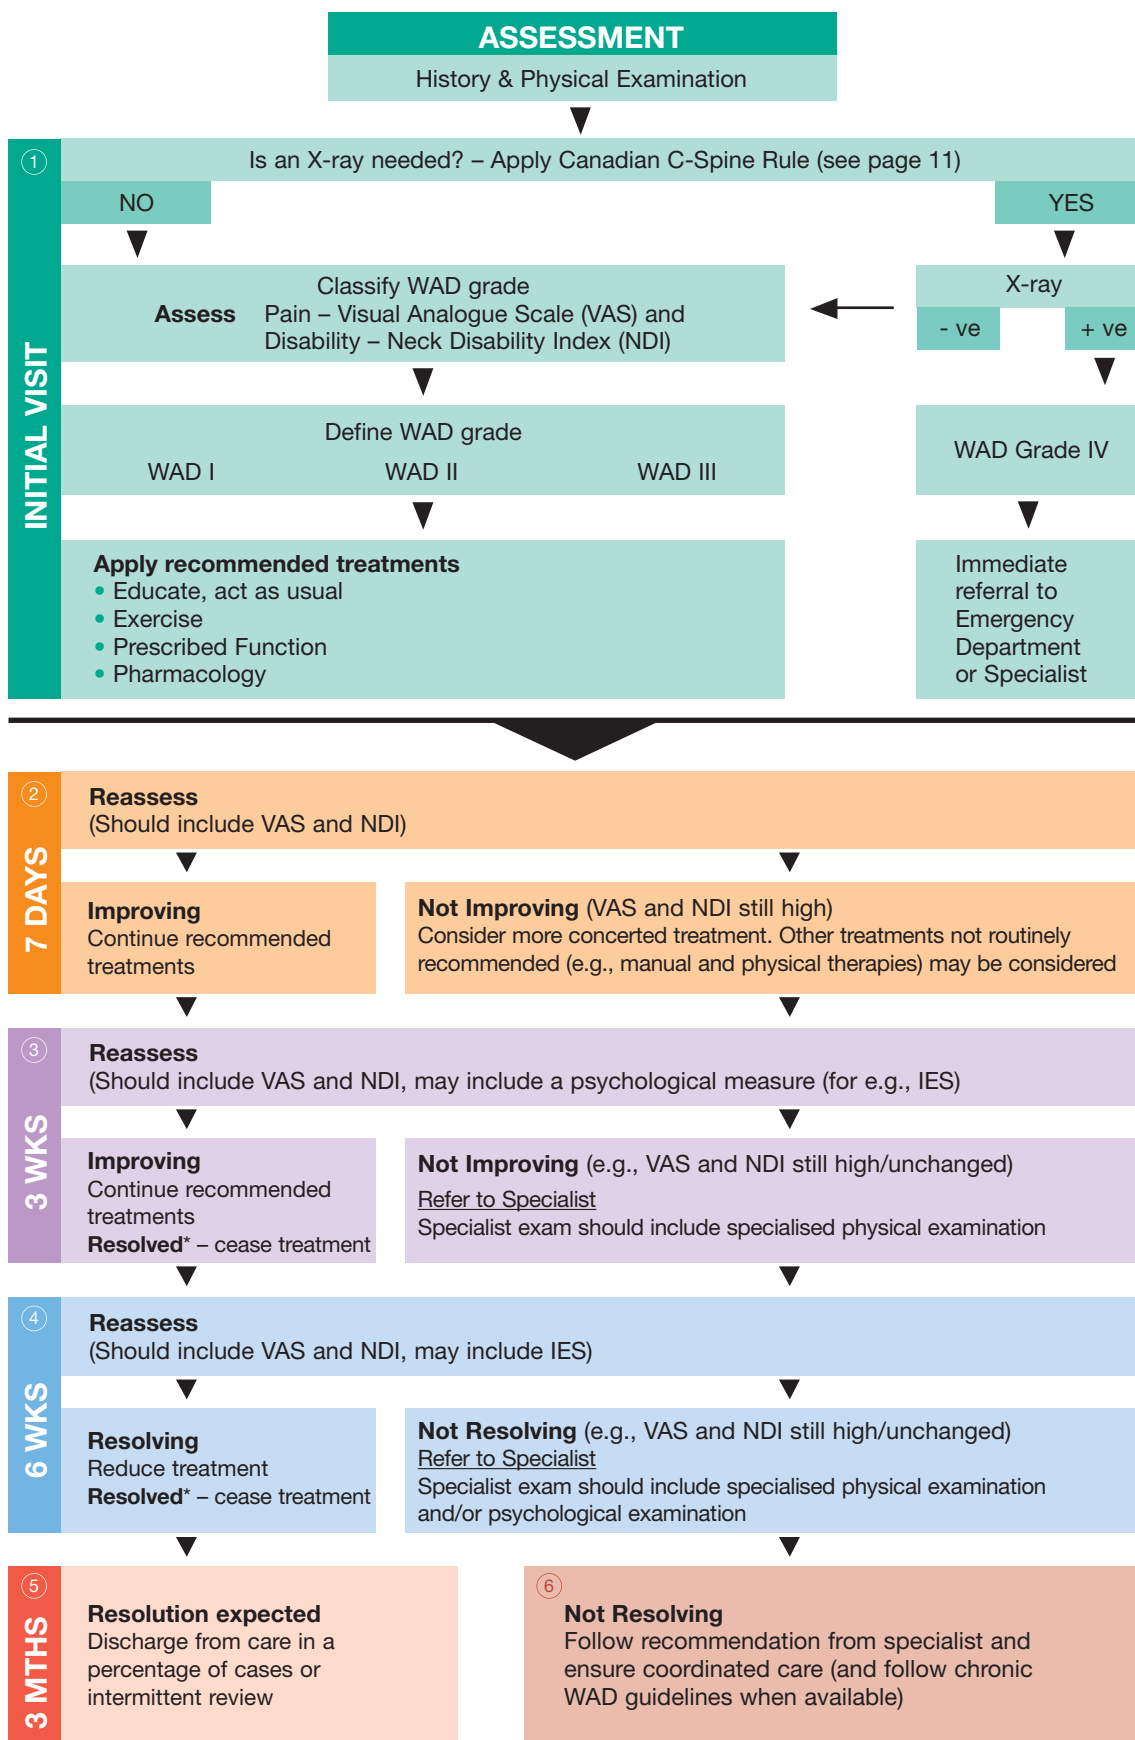 ASSESSMENT
History & Physical Examination
1
INITIAL VISIT
Is an X-ray needed? – Apply Canadian C-Spine Rule (see page 11)
NO
YES
Classify WAD grade
Assess Pain – Visual Analogue Scale (VAS) and
Disability – Neck Disability Index (NDI)
X-ray
- ve
+ ve
Define WAD grade
WAD I
WAD II
WAD III
WAD Grade IV
Apply recommended treatments
• Educate, act as usual
• Exercise
• Prescribed Function
• Pharmacology
Immediate
referral to
Emergency
Department
or Specialist
2
7 DAYS
Reassess
(Should include VAS and NDI)
Improving
Continue recommended
treatments
Not Improving (VAS and NDI still high)
Consider more concerted treatment. Other treatments not routinely
recommended (e.g., manual and physical therapies) may be considered
3
3 WKS
Reassess
(Should include VAS and NDI, may include a psychological measure (for e.g., IES)
Improving
Continue recommended
treatments
Resolved* – cease treatment
Not Improving (e.g., VAS and NDI still high/unchanged)
Refer to Specialist
Specialist exam should include specialised physical examination
4
6 WKS
Reassess
(Should include VAS and NDI, may include IES)
Resolving
Reduce treatment
Resolved* – cease treatment
Not Resolving (e.g., VAS and NDI still high/unchanged)
Refer to Specialist
Specialist exam should include specialised physical examination
and/or psychological examination
5
3 MTHS
Resolution expected
Discharge from care in a
percentage of cases or
intermittent review
6
Not Resolving
Follow recommendation from specialist and
ensure coordinated care (and follow chronic
WAD guidelines when available)